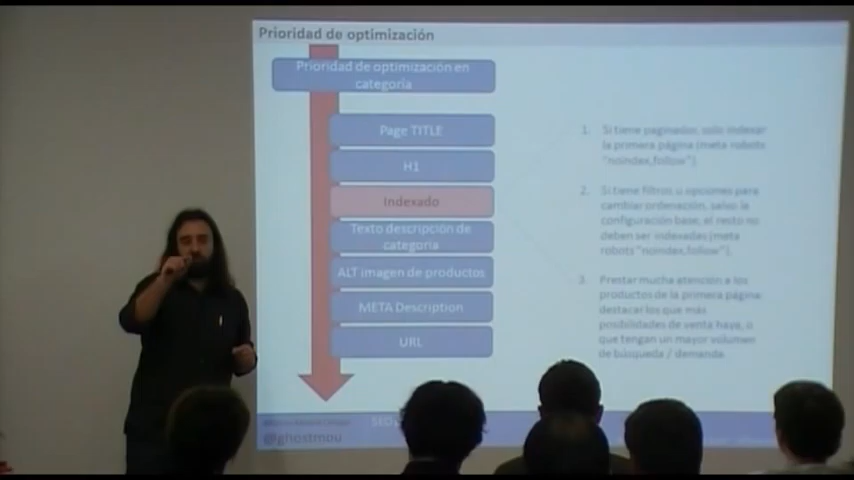 Prioridad de optimización
Prioridad de optimización en
categoría
Page TITLE
H1
Indexado
Texto descripción de
categoría
ALT imagen de productos
META Description
URL
1. Si tiene paginador, solo indexar
la primera página (meta robots
"noindex,follow").
2. Si tiene filtros u opciones para
cambiar ordenación, salvo la
configuración base, el resto no
deben ser indexadas (meta
robots "noindex,follow").
3. Prestar mucha atención a los
productos de la primera página:
destacar los que más
posibilidades de venta haya, o
que tengan un mayor volumen
de búsqueda / demanda.
SEO
@ghostmou